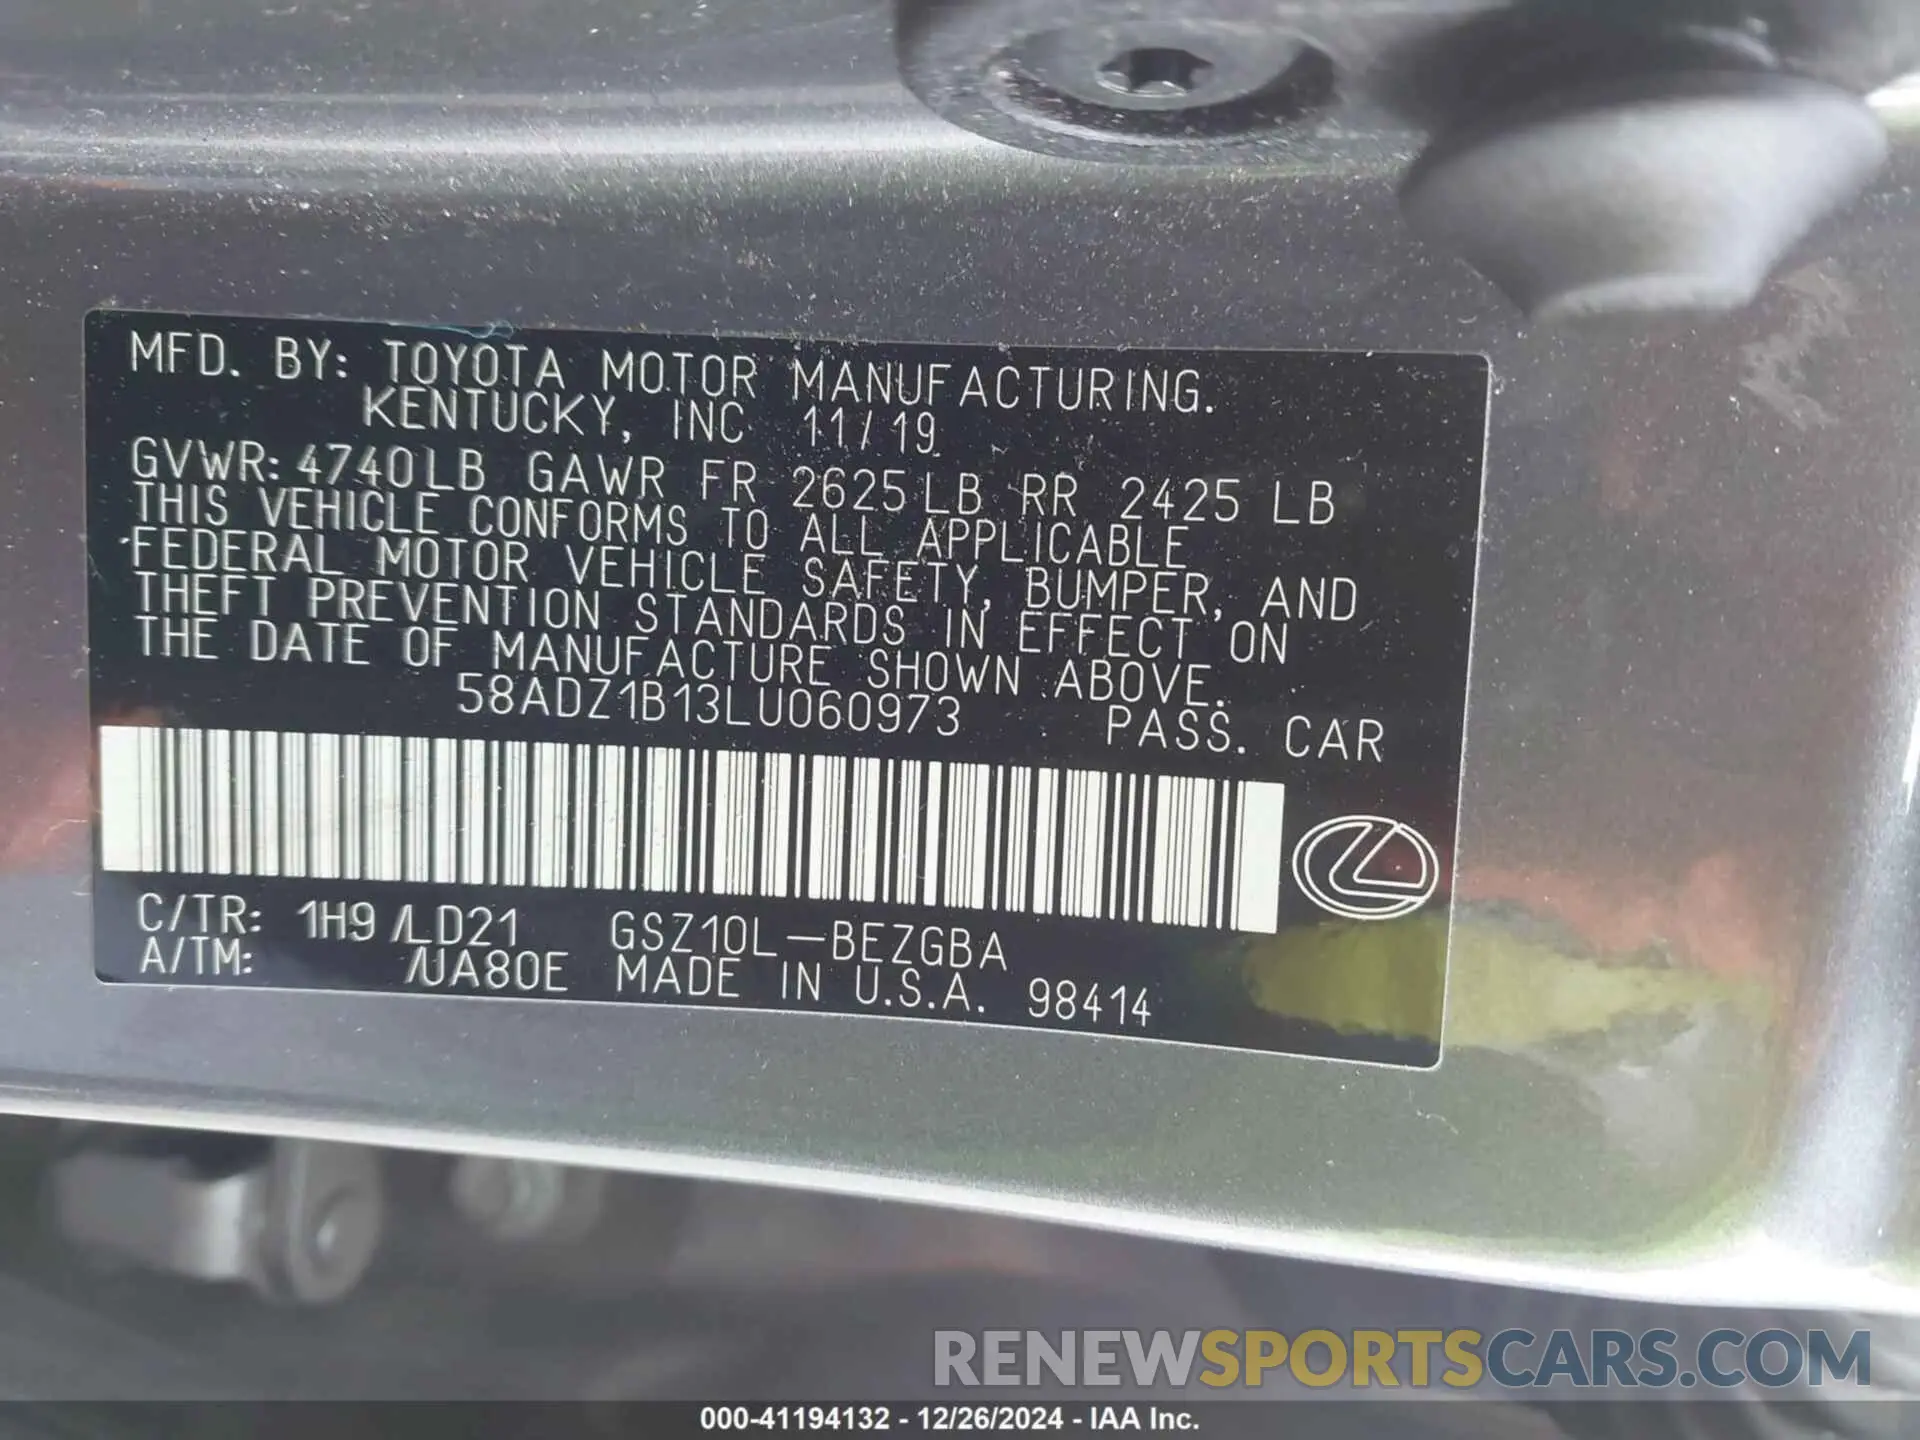 MFD. BY: TOYOTA MOTOR MANUFACTURING.
KENTUCKY, INC 11/19
GVWR: 4740LB GAWR FR 2625LB RR 2425 LB
THIS VEHICLE CONFORMS TO ALL APPLICABLE
FEDERAL MOTOR VEHICLE SAFETY, BUMPER, AND
THEFT PREVENTION STANDARDS IN EFFECT ON
THE DATE OF MANUFACTURE SHOWN ABOVE.
58ADZ1B13LU060973 PASS. CAR
C/TR: 1H9 /LD21 GSZ10L-BEZGBA
A/TM: /UA80E MADE IN U.S.A. 98414
RENEWSPORTSCARS.COM
000-41194132 - 12/26/2024 - IAA Inc.